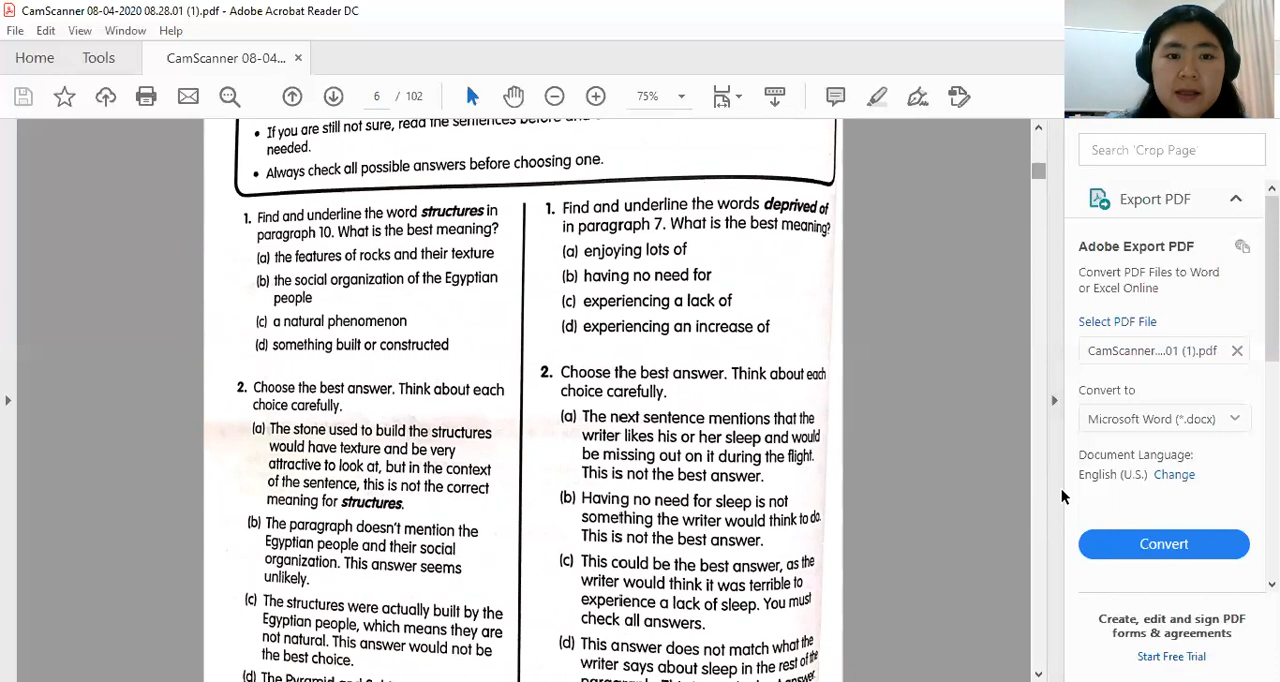 CamScanner 08-04-2020 08.28.01 (1).pdf - Adobe Acrobat Reader DC
File Edit View Window Help
Home Tools CamScanner 08-04... ×
6 / 102 75%
• If you are still not sure, read the sentences before and
needed.
• Always check all possible answers before choosing one.
1. Find and underline the word structures in
paragraph 10. What is the best meaning?
(a) the features of rocks and their texture
(b) the social organization of the Egyptian
people
(c) a natural phenomenon
(d) something built or constructed
2. Choose the best answer. Think about each
choice carefully.
(a) The stone used to build the structures
would have texture and be very
attractive to look at, but in the context
of the sentence, this is not the correct
meaning for structures.
(b) The paragraph doesn't mention the
Egyptian people and their social
organization. This answer seems
unlikely.
(c) The structures were actually built by the
Egyptian people, which means they are
not natural. This answer would not be
the best choice.
(d) The Pyramid and
1. Find and underline the words deprived of
in paragraph 7. What is the best meaning?
(a) enjoying lots of
(b) having no need for
(c) experiencing a lack of
(d) experiencing an increase of
2. Choose the best answer. Think about each
choice carefully.
(a) The next sentence mentions that the
writer likes his or her sleep and would
be missing out on it during the flight.
This is not the best answer.
(b) Having no need for sleep is not
something the writer would think to do.
This is not the best answer.
(c) This could be the best answer, as the
writer would think it was terrible to
experience a lack of sleep. You must
check all answers.
(d) This answer does not match what the
writer says about sleep in the rest of the
paragraph. This is not the best answer.
Search 'Crop Page'
Export PDF
Adobe Export PDF
Convert PDF Files to Word
or Excel Online
Select PDF File
CamScanner....01 (1).pdf ×
Convert to
Microsoft Word (*.docx)
Document Language:
English (U.S.) Change
Convert
Create, edit and sign PDF
forms & agreements
Start Free Trial